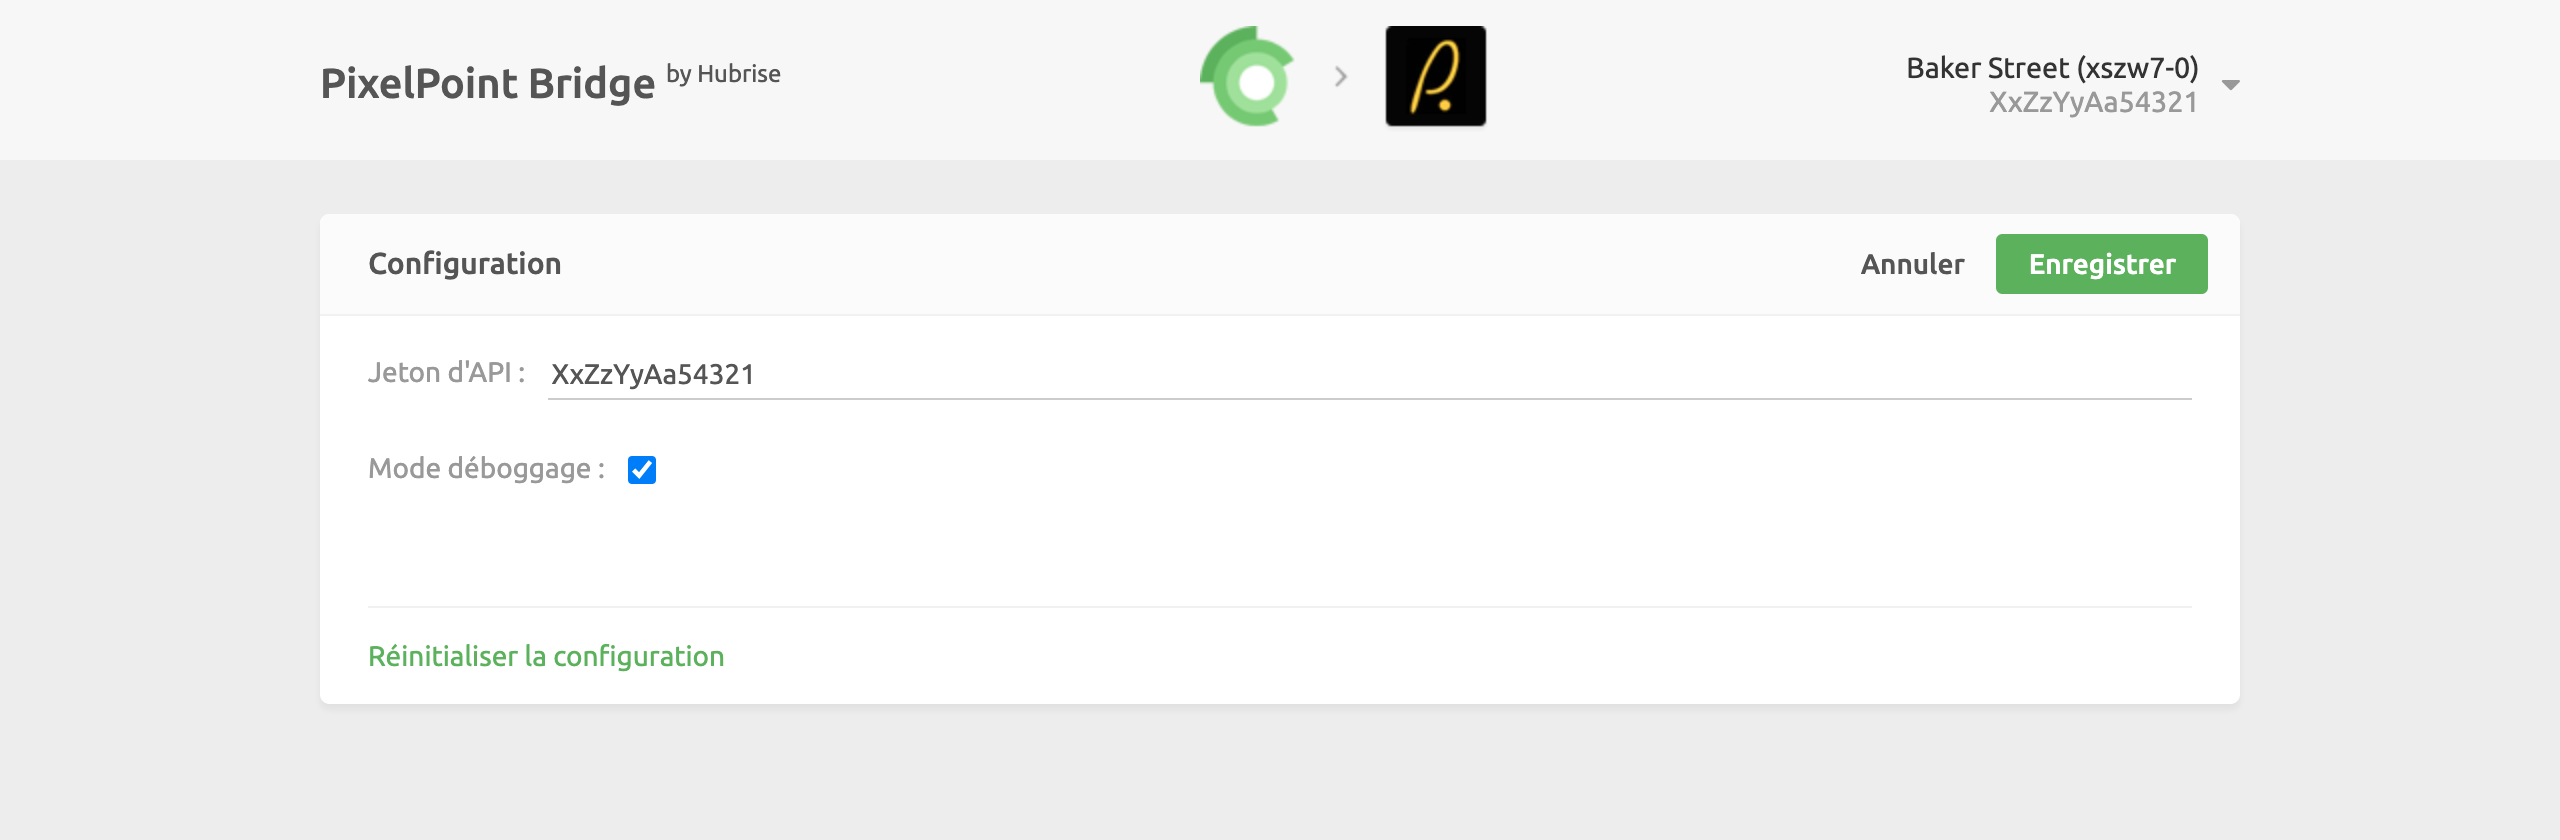 PixelPoint Bridge by Hubrise
Baker Street (xszw7-0)
XxZzYyAa54321
Configuration
Annuler
Enregistrer
Jeton d'API :
XxZzYyAa54321
Mode déboggage :
Réinitialiser la configuration